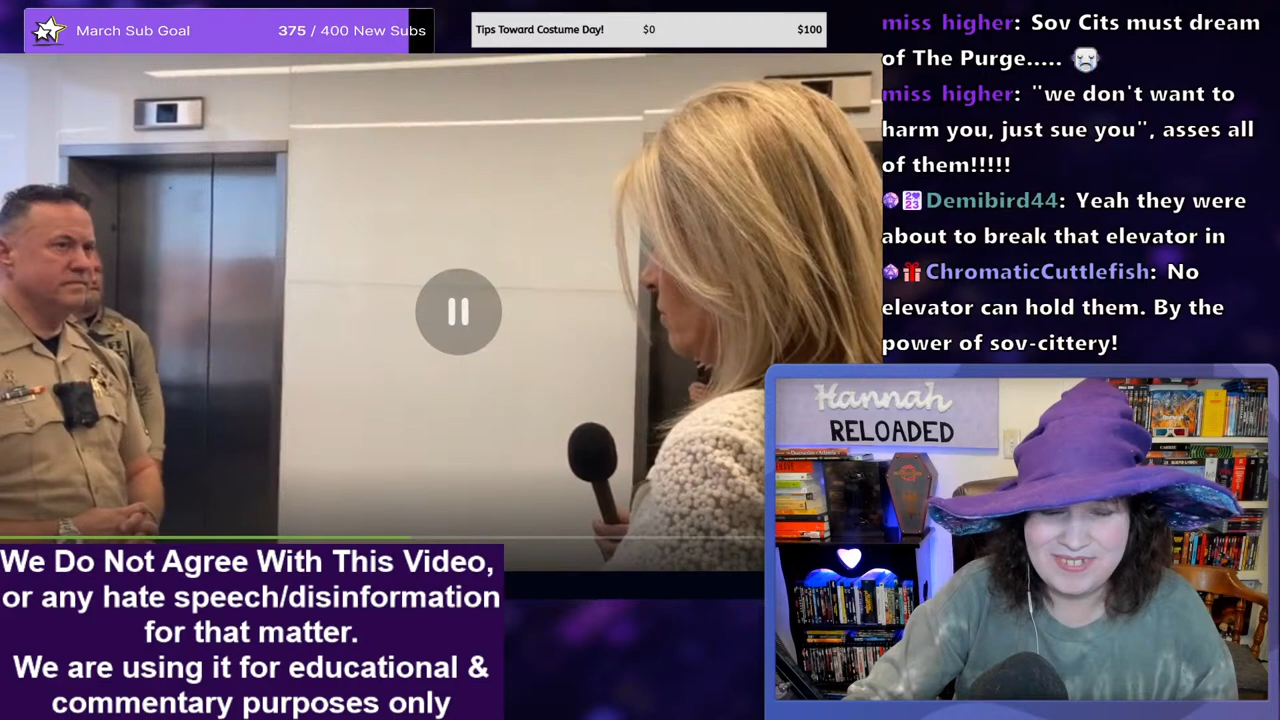 March Sub Goal
375 / 400 New Subs
Tips Toward Costume Day!
$0
$100
miss higher: Sov Cits must dream
of The Purge.....
miss higher: "we don't want to
harm you, just sue you", asses all
of them!!!!!
Demibird44: Yeah they were
about to break that elevator in
ChromaticCuttlefish: No
elevator can hold them. By the
power of sov-cittery!
Hannah
RELOADED
We Do Not Agree With This Video,
or any hate speech/disinformation
for that matter.
We are using it for educational &
commentary purposes only